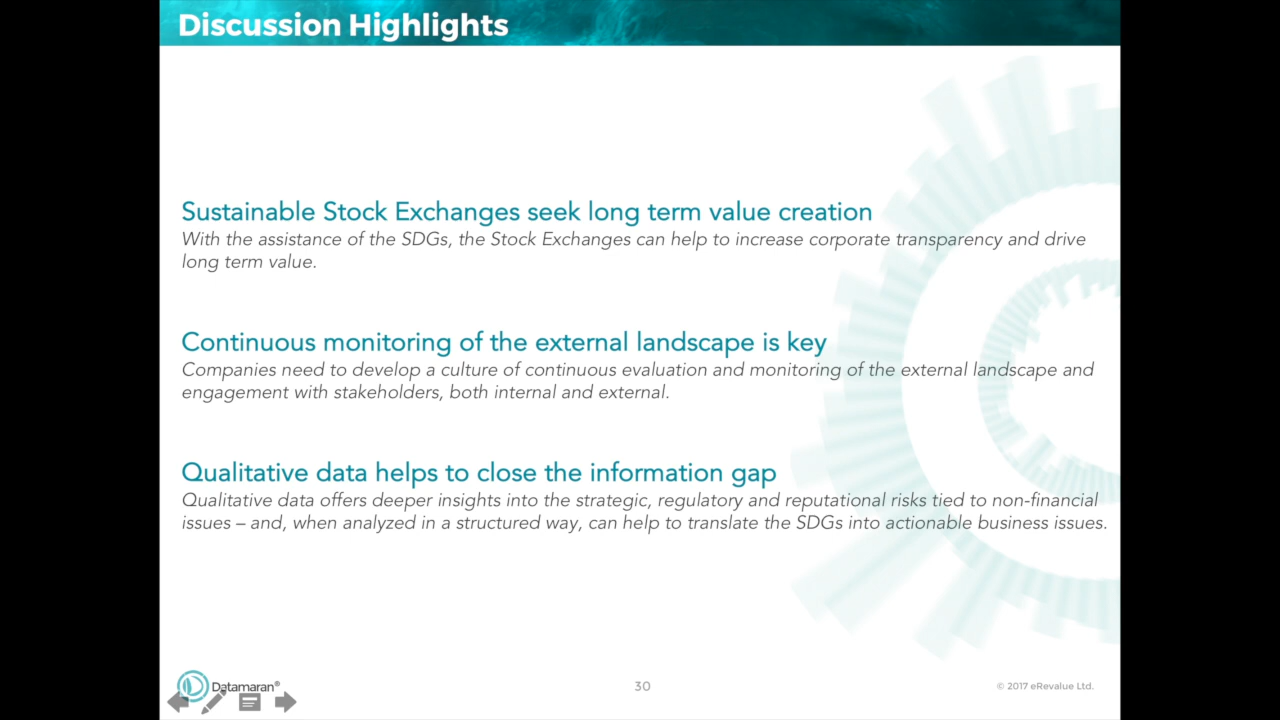 Discussion Highlights
Sustainable Stock Exchanges seek long term value creation
With the assistance of the SDGs, the Stock Exchanges can help to increase corporate transparency and drive
long term value.
Continuous monitoring of the external landscape is key
Companies need to develop a culture of continuous evaluation and monitoring of the external landscape and
engagement with stakeholders, both internal and external.
Qualitative data helps to close the information gap
Qualitative data offers deeper insights into the strategic, regulatory and reputational risks tied to non-financial
issues – and, when analyzed in a structured way, can help to translate the SDGs into actionable business issues.
Datamaran®
30
© 2017 eRevalue Ltd.